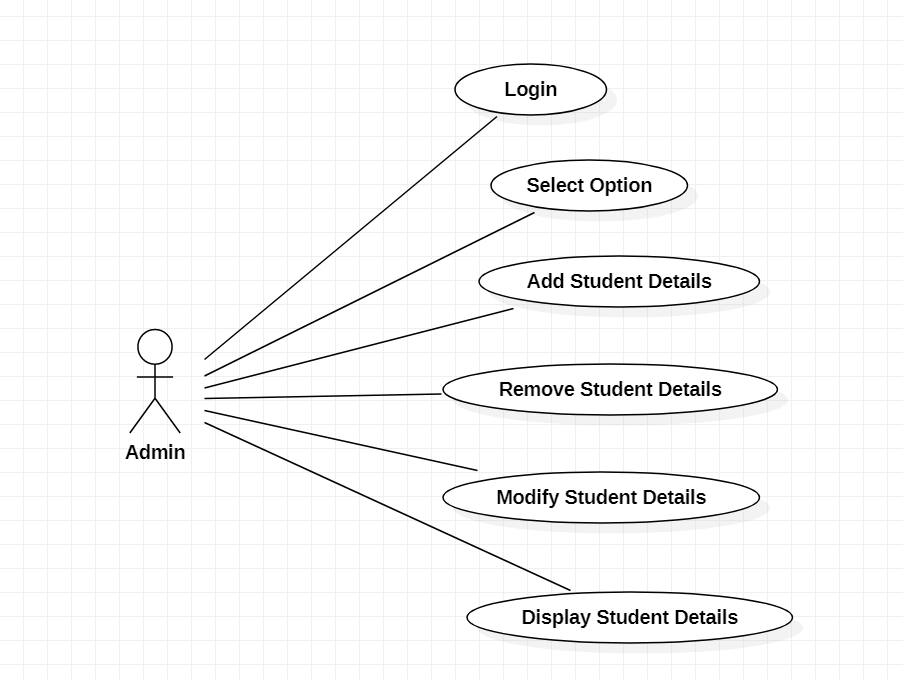 Login
Select Option
Add Student Details
Remove Student Details
Admin
Modify Student Details
Display Student Details